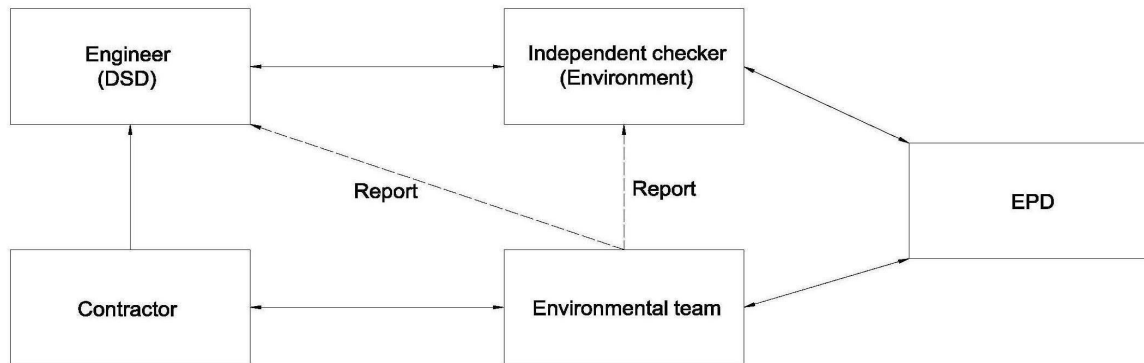 Engineer
(DSD)
Independent checker
(Environment)
Report
Report
EPD
Contractor
Environmental team